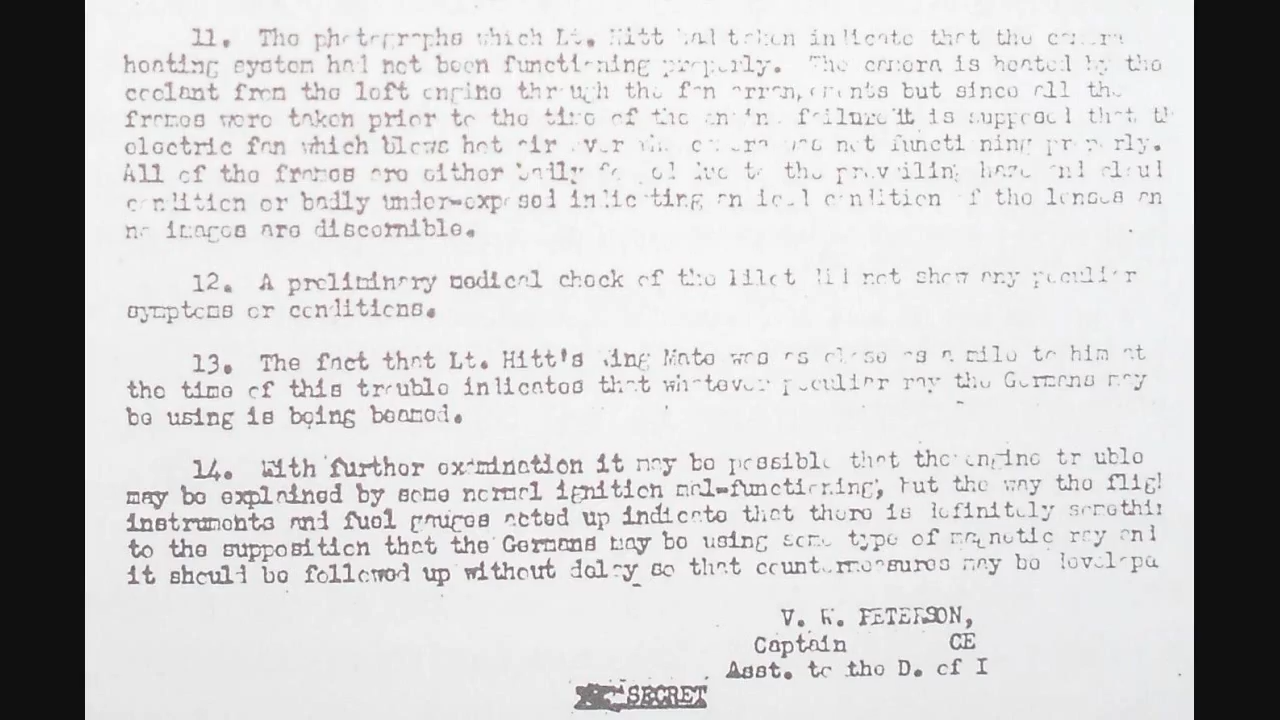 11. The photographs which Lt. Hitt had taken indicate that the camera
heating system had not been functioning properly. The camera is heated by the
coolant from the left engine through the fan arrangements but since all the
frames were taken prior to the time of the engine failure it is supposed that th
electric fan which blows hot air over the camera was not functioning properly.
All of the frames are either badly fogged due to the prevailing haze and cloud
condition or badly under-exposed indicating an iced condition of the lenses an
no images are discernible.
12. A preliminary medical check of the Pilot did not show any peculiar
symptoms or conditions.
13. The fact that Lt. Hitt's Wing Mate was as close as a mile to him at
the time of this trouble indicates that whatever peculiar ray the Germans may
be using is being beamed.
14. With further examination it may be possible that the engine trouble
may be explained by some normal ignition mal-functioning, but the way the fligh
instruments and fuel gauges acted up indicate that there is definitely somethin
to the supposition that the Germans may be using some type of magnetic ray and
it should be followed up without delay so that countermeasures may be developed
V. W. PETERSON,
Captain CE
Asst. to the D. of I
SECRET